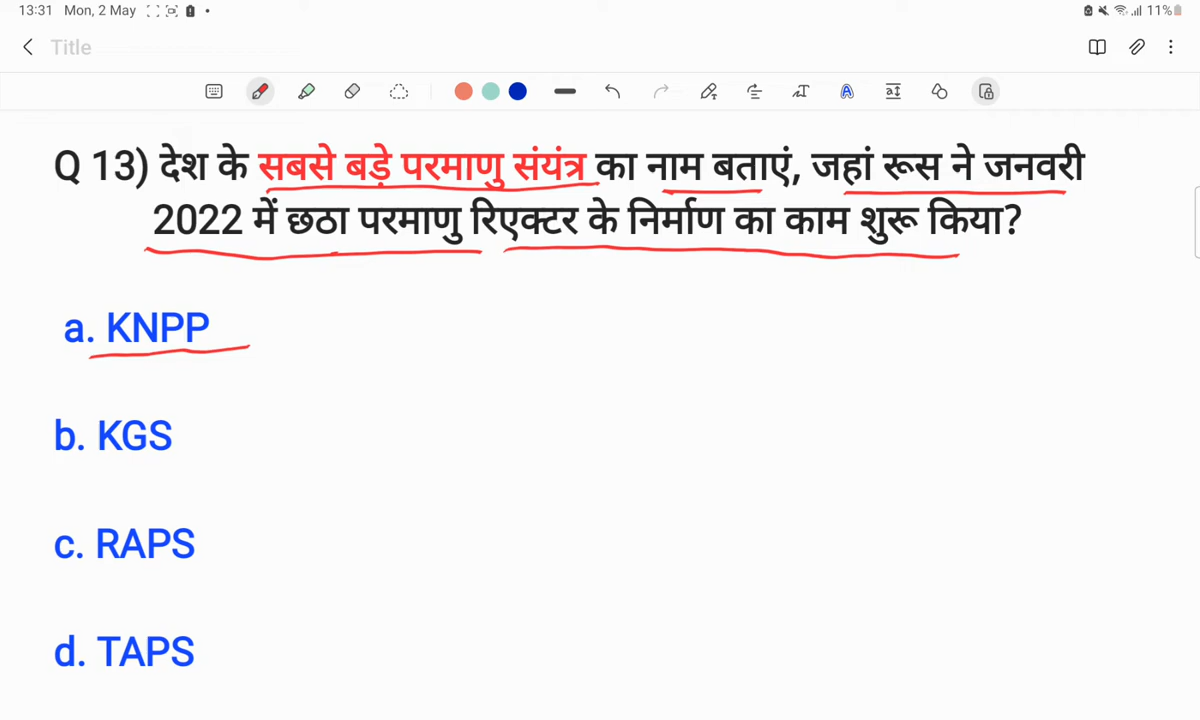 13:31 Mon, 2 May
11%
Title
Q 13) देश के सबसे बड़े परमाणु संयंत्र का नाम बताएं, जहां रूस ने जनवरी
2022 में छठा परमाणु रिएक्टर के निर्माण का काम शुरू किया?
a. KNPP
b. KGS
c. RAPS
d. TAPS